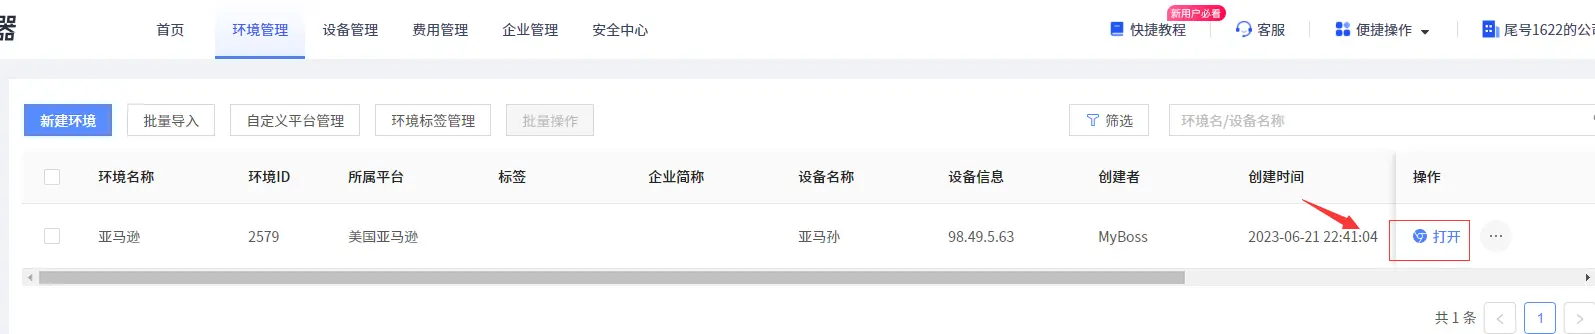 器 首页 环境管理 设备管理 费用管理 企业管理 安全中心 快捷教程 新用户必看 客服 便捷操作 尾号1622的公司
新建环境 批量导入 自定义平台管理 环境标签管理 批量操作 筛选 环境名/设备名称
环境名称 环境ID 所属平台 标签 企业简称 设备名称 设备信息 创建者 创建时间 操作
亚马逊 2579 美国亚马逊 亚马孙 98.49.5.63 MyBoss 2023-06-21 22:41:04 打开 ···
共 1 条 < 1 >